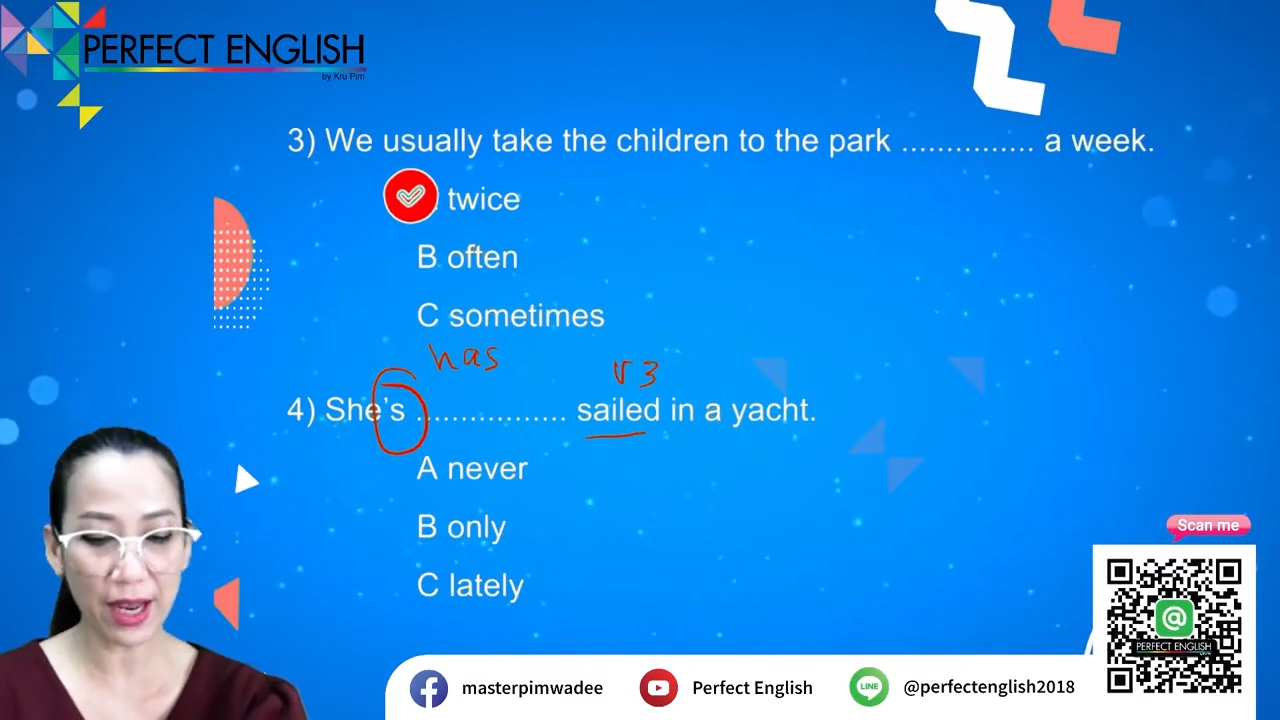 PERFECT ENGLISH
by Kru Pim
3) We usually take the children to the park ............... a week.
twice
B often
C sometimes
has
v3
4) She's ................. sailed in a yacht.
A never
B only
C lately
Scan me
@
PERFECT ENGLISH
masterpimwadee
Perfect English
LINE
@perfectenglish2018